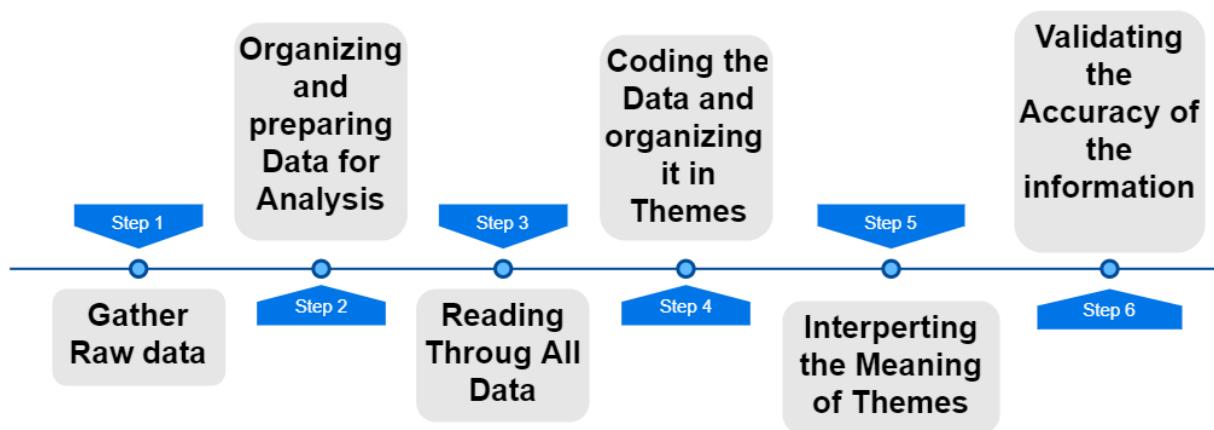 Step 1
Gather
Raw data
Organizing
and
preparing
Data for
Analysis
Step 2
Step 3
Reading
Throug All
Data
Coding the
Data and
organizing
it in
Themes
Step 4
Step 5
Interperting
the Meaning
of Themes
Validating
the
Accuracy of
the
information
Step 6